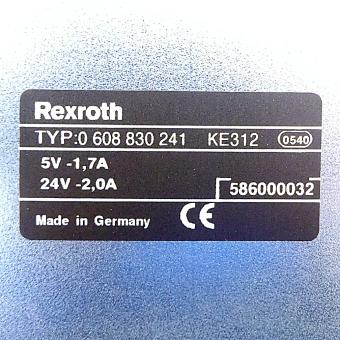 Rexroth
TYP:0 608 830 241 KE312 0540
5V -1,7A
24V -2,0A
586000032
Made in Germany CE